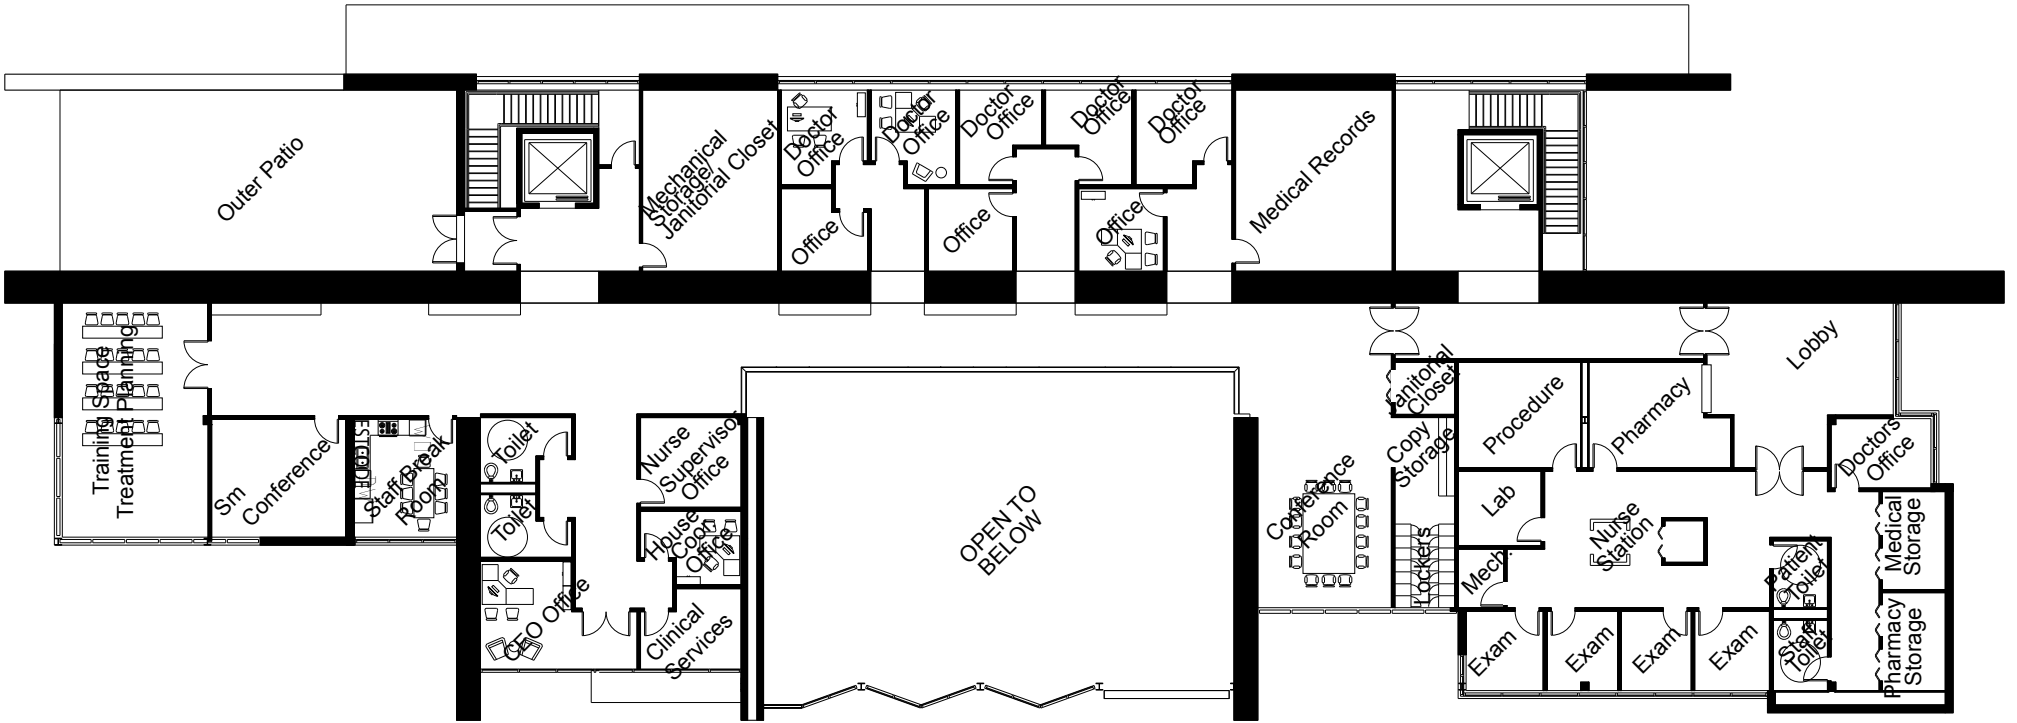 Outer Patio
Mechanical
Storage/
Janitorial Closet
Doctor
Office
Doctor
Office
Doctor
Office
Doctor
Office
Doctor
Office
Office
Office
Office
Medical Records
Training Space
Treatment Planning
Sm
Conference
Staff Break
Room
Toilet
Toilet
CEO Office
Nurse
Supervisor
Office
House
Coor
Office
Clinical
Services
OPEN TO
BELOW
Conference
Room
Janitorial
Closet
Copy
Storage
Lockers
Procedure
Pharmacy
Lobby
Doctors
Office
Lab
Mech.
Nurse
Station
Patient
Toilet
Staff
Toilet
Medical
Storage
Pharmacy
Storage
Exam
Exam
Exam
Exam